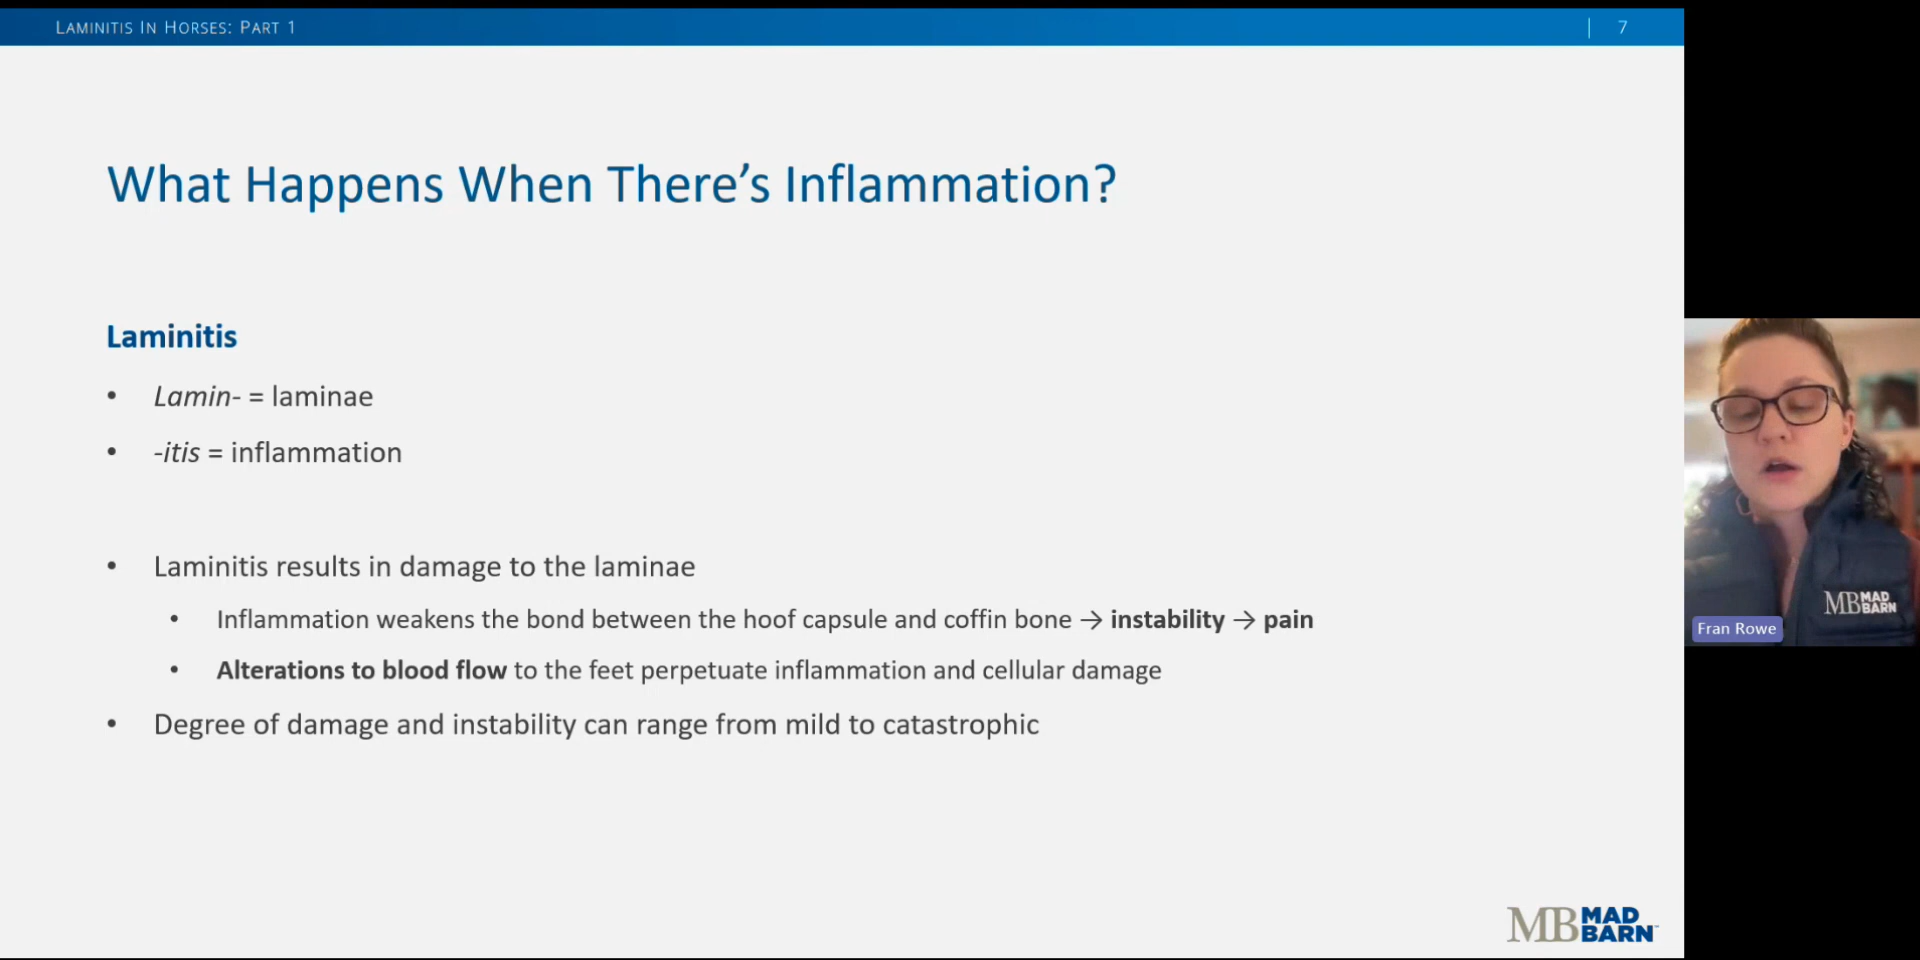 LAMINITIS IN HORSES: PART 1
7
What Happens When There’s Inflammation?
Laminitis
• Lamin- = laminae
• -itis = inflammation
• Laminitis results in damage to the laminae
• Inflammation weakens the bond between the hoof capsule and coffin bone → instability → pain
• Alterations to blood flow to the feet perpetuate inflammation and cellular damage
• Degree of damage and instability can range from mild to catastrophic
MB MAD BARN™
MB MAD BARN
Fran Rowe